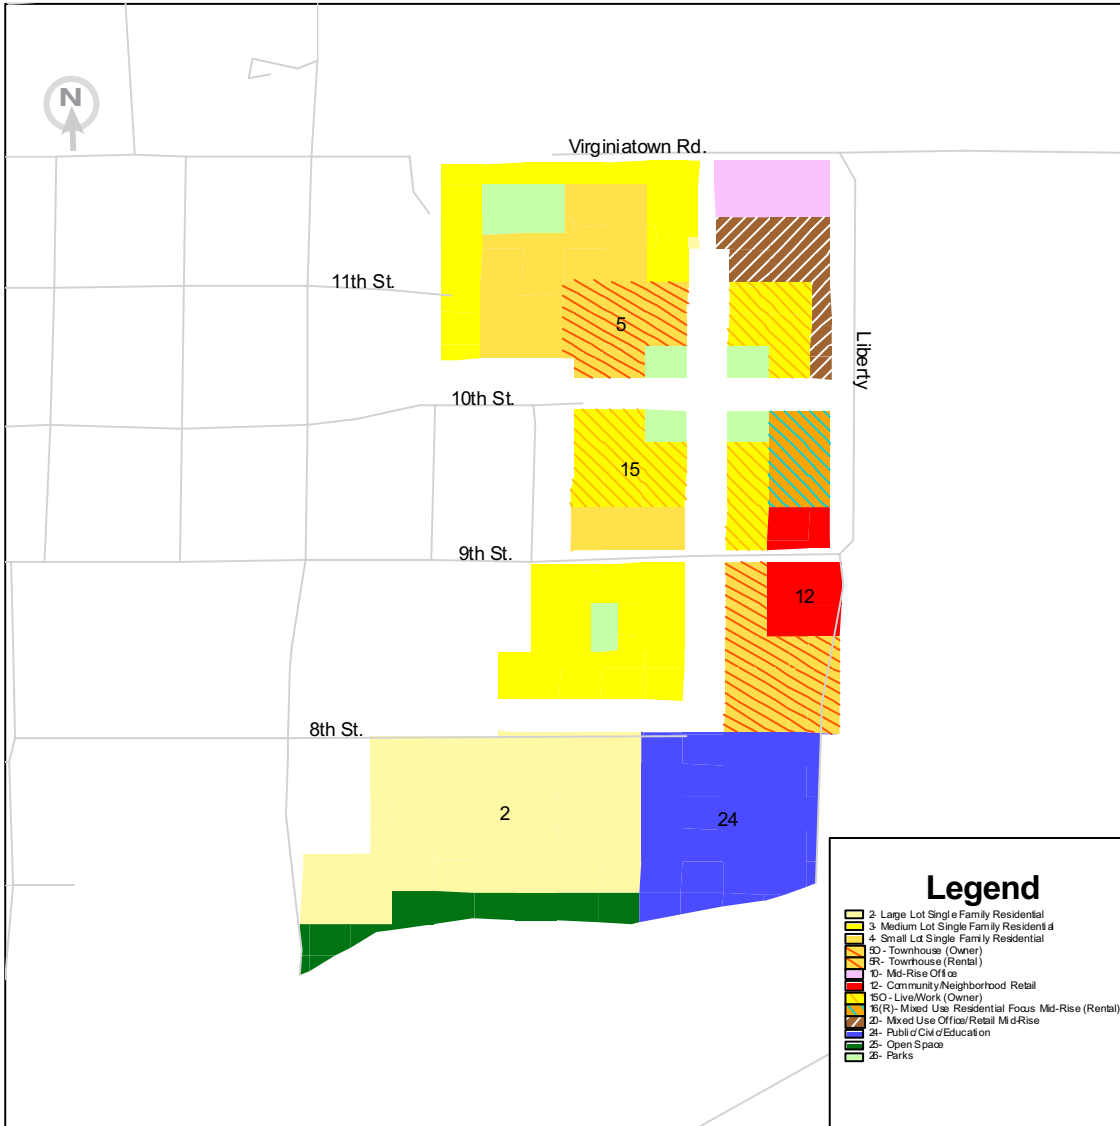 N
Virginiatown Rd.
11th St.
5
Liberty
10th St.
15
9th St.
12
8th St.
2
24
Legend
2- Large Lot Single Family Residential
3- Medium Lot Single Family Residential
4- Small Lot Single Family Residential
5O - Townhouse (Owner)
5R- Townhouse (Rental)
10- Mid-Rise Office
12- Community/Neighborhood Retail
15O - Live/Work (Owner)
16(R)- Mixed Use Residential Focus Mid-Rise (Rental)
20- Mixed Use Office/Retail Mid-Rise
24- Public/Civic/Education
25- Open Space
26- Parks